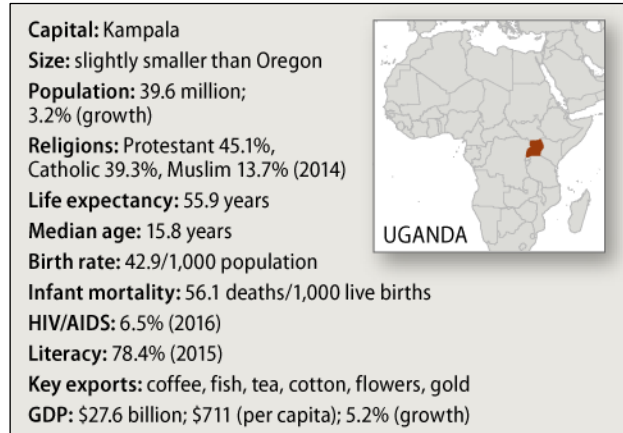 Capital: Kampala
Size: slightly smaller than Oregon
Population: 39.6 million;
3.2% (growth)
Religions: Protestant 45.1%,
Catholic 39.3%, Muslim 13.7% (2014)
Life expectancy: 55.9 years
Median age: 15.8 years
Birth rate: 42.9/1,000 population
Infant mortality: 56.1 deaths/1,000 live births
HIV/AIDS: 6.5% (2016)
Literacy: 78.4% (2015)
Key exports: coffee, fish, tea, cotton, flowers, gold
GDP: $27.6 billion; $711 (per capita); 5.2% (growth)
UGANDA